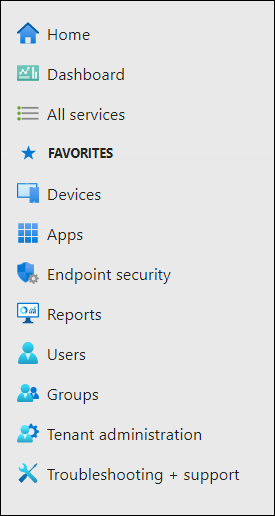 Home
Dashboard
All services
FAVORITES
Devices
Apps
Endpoint security
Reports
Users
Groups
Tenant administration
Troubleshooting + support